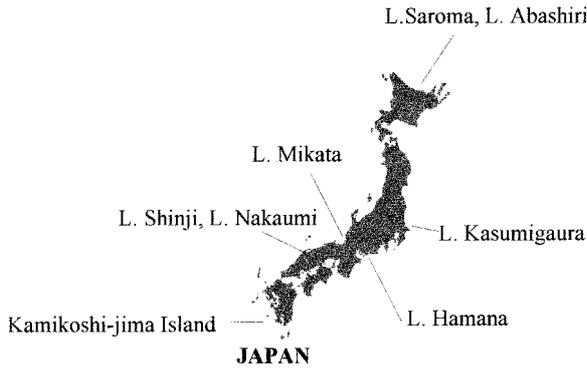 L.Saroma, L. Abashiri
L. Mikata
L. Shinji, L. Nakaumi
L. Kasumigaura
Kamikoshi-jima Island
L. Hamana
JAPAN